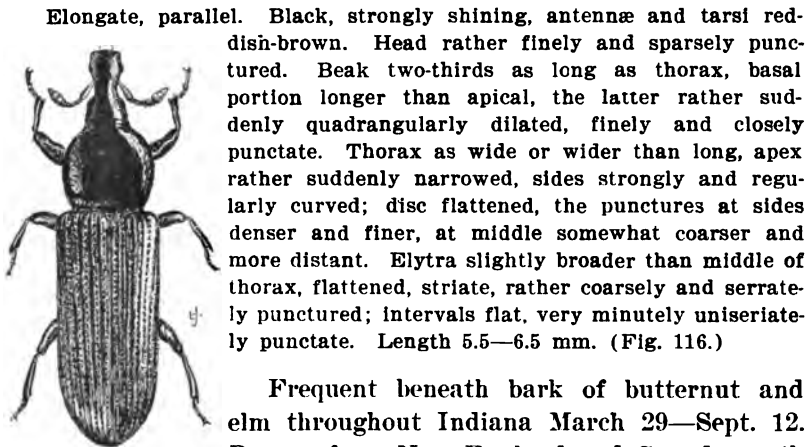 Elongate, parallel. Black, strongly shining, antennæ and tarsi red-
dish-brown. Head rather finely and sparsely punc-
tured. Beak two-thirds as long as thorax, basal
portion longer than apical, the latter rather sud-
denly quadrangularly dilated, finely and closely
punctate. Thorax as wide or wider than long, apex
rather suddenly narrowed, sides strongly and regu-
larly curved; disc flattened, the punctures at sides
denser and finer, at middle somewhat coarser and
more distant. Elytra slightly broader than middle of
thorax, flattened, striate, rather coarsely and serrate-
ly punctured; intervals flat, very minutely uniseriate-
ly punctate. Length 5.5—6.5 mm. (Fig. 116.)
Frequent beneath bark of butternut and
elm throughout Indiana March 29—Sept. 12.